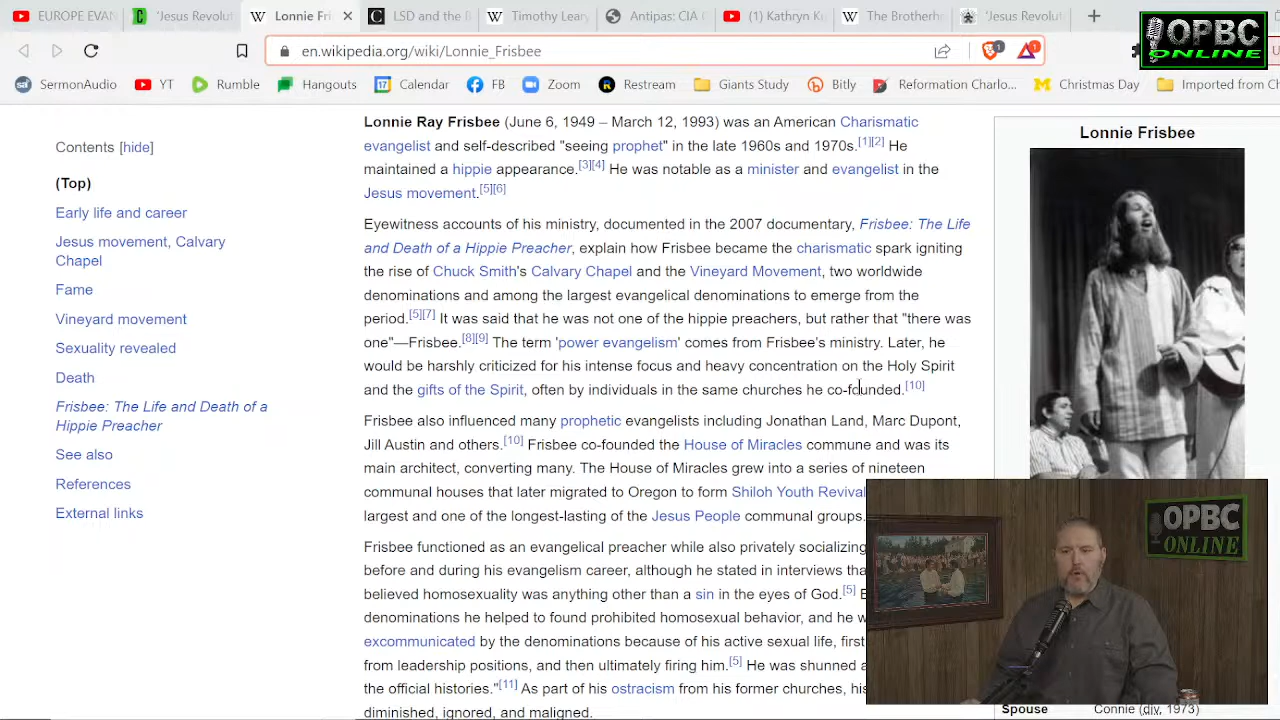 EUROPE EVAN
'Jesus Revolut
Lonnie Fri
LSD and the
Timothy Leary
Antipas: CIA
(1) Kathryn K
The Brotherh
'Jesus Revolut
OPBC
ONLINE
en.wikipedia.org/wiki/Lonnie_Frisbee
1
1
SermonAudio
YT
Rumble
Hangouts
Calendar
FB
Zoom
Restream
Giants Study
Bitly
Reformation Charlo...
Christmas Day
Imported from Ch
Contents [hide]
(Top)
Early life and career
Jesus movement, Calvary
Chapel
Fame
Vineyard movement
Sexuality revealed
Death
Frisbee: The Life and Death of a
Hippie Preacher
See also
References
External links
Lonnie Ray Frisbee (June 6, 1949 – March 12, 1993) was an American Charismatic
evangelist and self-described "seeing prophet" in the late 1960s and 1970s.[1][2] He
maintained a hippie appearance.[3][4] He was notable as a minister and evangelist in the
Jesus movement.[5][6]
Eyewitness accounts of his ministry, documented in the 2007 documentary, Frisbee: The Life
and Death of a Hippie Preacher, explain how Frisbee became the charismatic spark igniting
the rise of Chuck Smith's Calvary Chapel and the Vineyard Movement, two worldwide
denominations and among the largest evangelical denominations to emerge from the
period.[5][7] It was said that he was not one of the hippie preachers, but rather that "there was
one"—Frisbee.[8][9] The term 'power evangelism' comes from Frisbee's ministry. Later, he
would be harshly criticized for his intense focus and heavy concentration on the Holy Spirit
and the gifts of the Spirit, often by individuals in the same churches he co-founded.[10]
Frisbee also influenced many prophetic evangelists including Jonathan Land, Marc Dupont,
Jill Austin and others.[10] Frisbee co-founded the House of Miracles commune and was its
main architect, converting many. The House of Miracles grew into a series of nineteen
communal houses that later migrated to Oregon to form Shiloh Youth Revival
largest and one of the longest-lasting of the Jesus People communal groups.
Frisbee functioned as an evangelical preacher while also privately socializing
before and during his evangelism career, although he stated in interviews tha
believed homosexuality was anything other than a sin in the eyes of God.[5] E
denominations he helped to found prohibited homosexual behavior, and he w
excommunicated by the denominations because of his active sexual life, first
from leadership positions, and then ultimately firing him.[5] He was shunned a
the official histories."[11] As part of his ostracism from his former churches, his
diminished, ignored, and maligned.
Lonnie Frisbee
OPBC
ONLINE
Spouse Connie (div, 1973)